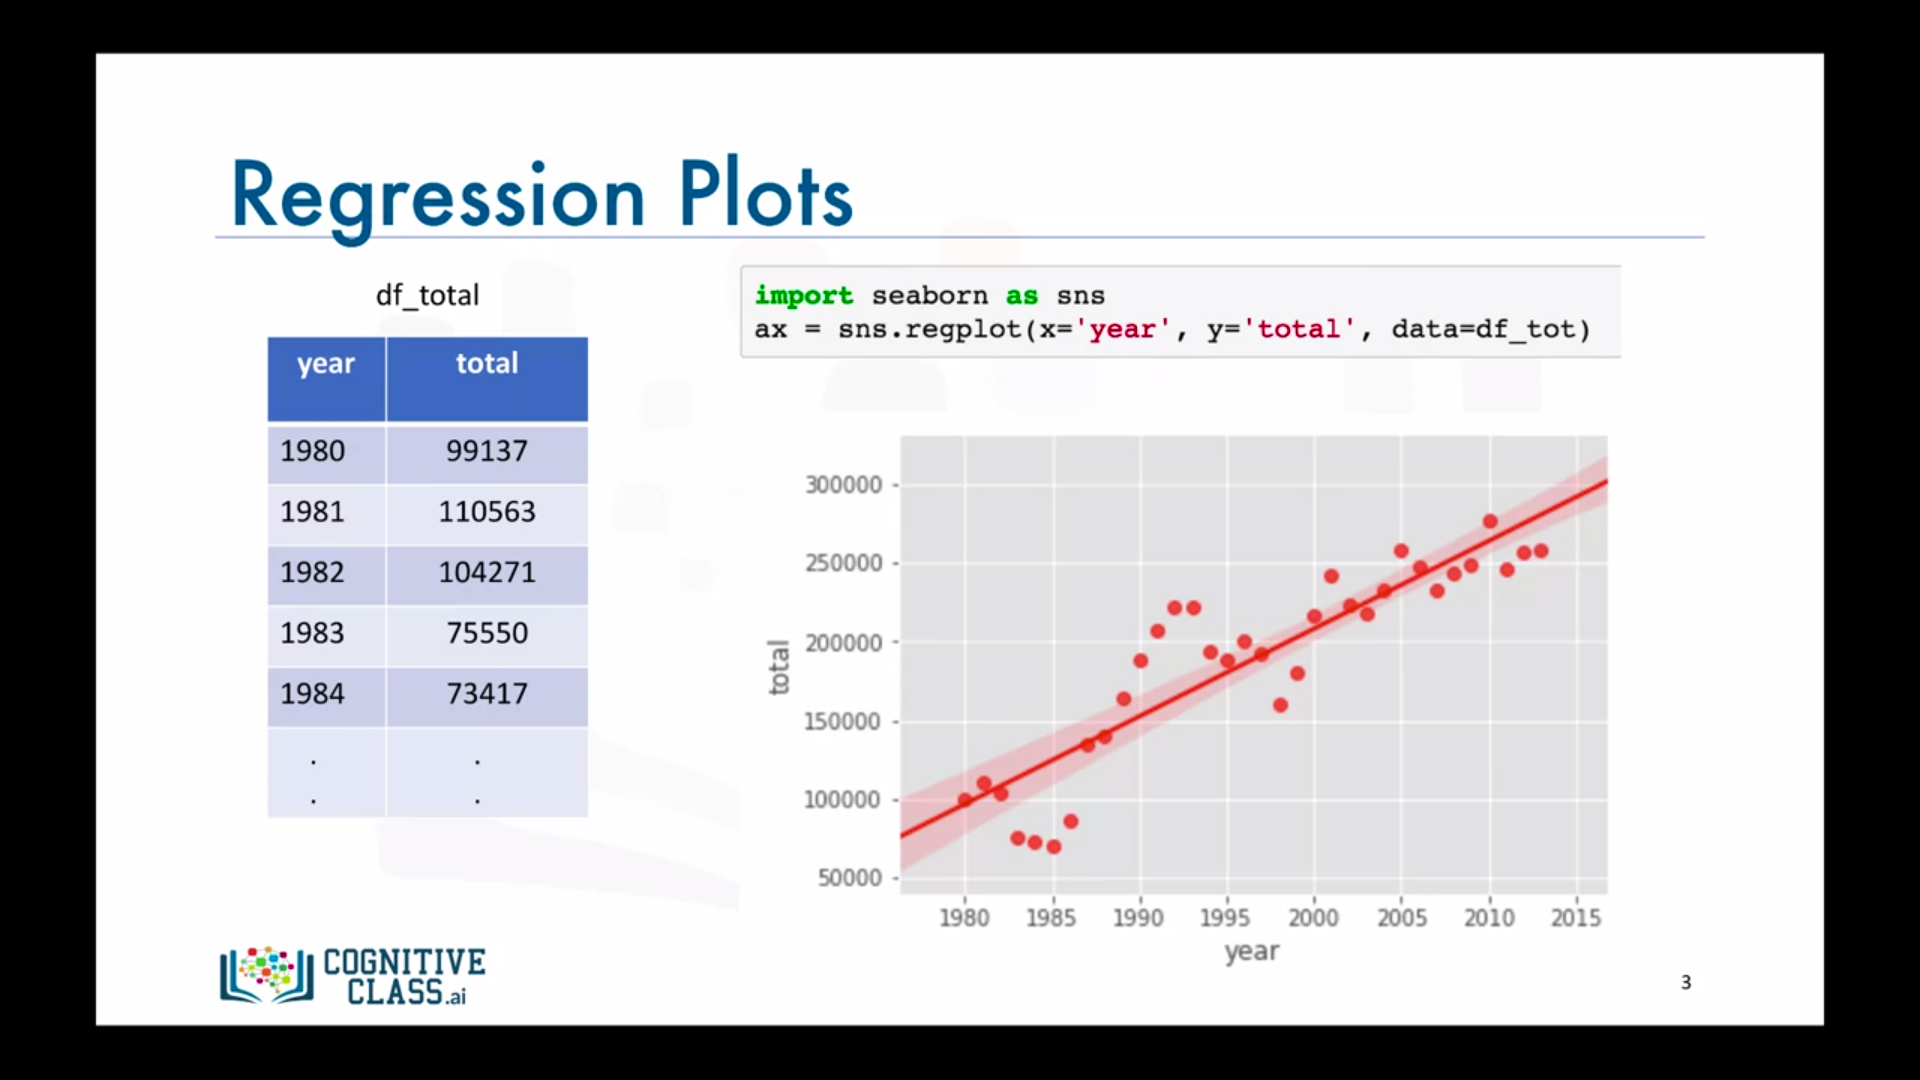 Regression Plots
df_total
year total
1980 99137
1981 110563
1982 104271
1983 75550
1984 73417
. .
. .
import seaborn as sns
ax = sns.regplot(x='year', y='total', data=df_tot)
300000
250000
200000
150000
100000
50000
total
1980 1985 1990 1995 2000 2005 2010 2015
year
COGNITIVE
CLASS.ai
3